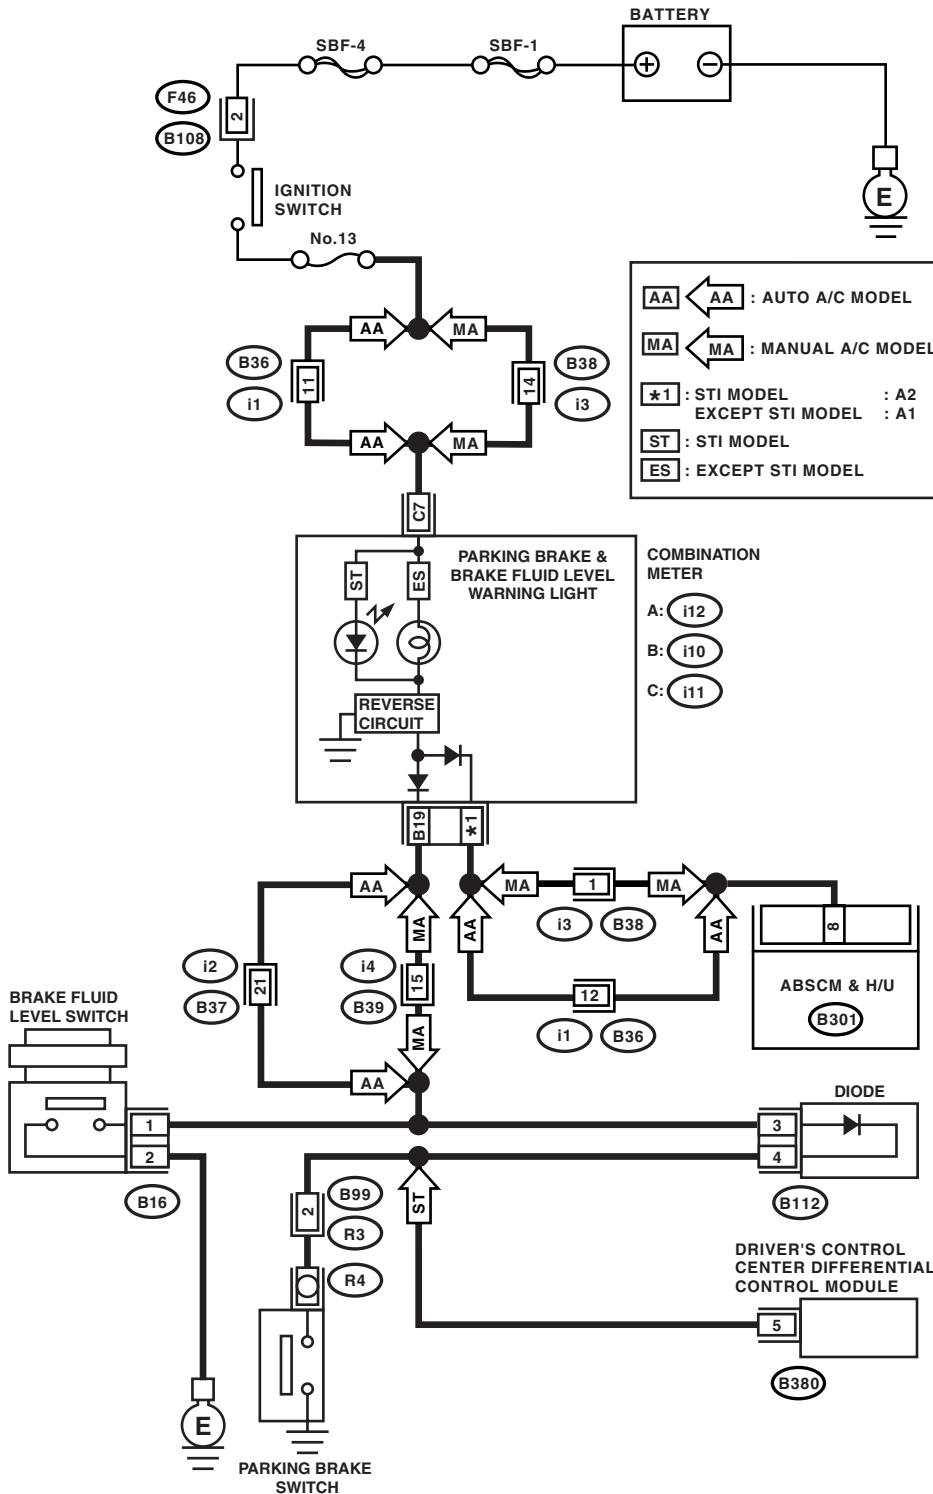 BATTERY
SBF-4
SBF-1
F46
2
B108
E
IGNITION
SWITCH
No.13
AA
AA
: AUTO A/C MODEL
MA
MA
: MANUAL A/C MODEL
*1
: STI MODEL : A2
EXCEPT STI MODEL : A1
ST
: STI MODEL
ES
: EXCEPT STI MODEL
AA
MA
B36
11
i1
14
B38
i3
AA
MA
C7
PARKING BRAKE &
BRAKE FLUID LEVEL
WARNING LIGHT
ST
ES
REVERSE
CIRCUIT
COMBINATION
METER
A: i12
B: i10
C: i11
B19
*1
AA
MA
MA
1
MA
AA
AA
i3
B38
8
i2
21
B37
i4
15
B39
12
i1
B36
ABSCM & H/U
B301
MA
AA
BRAKE FLUID
LEVEL SWITCH
1
2
B16
DIODE
3
4
B112
B99
2
R3
R4
ST
DRIVER'S CONTROL
CENTER DIFFERENTIAL
CONTROL MODULE
5
B380
E
PARKING BRAKE
SWITCH